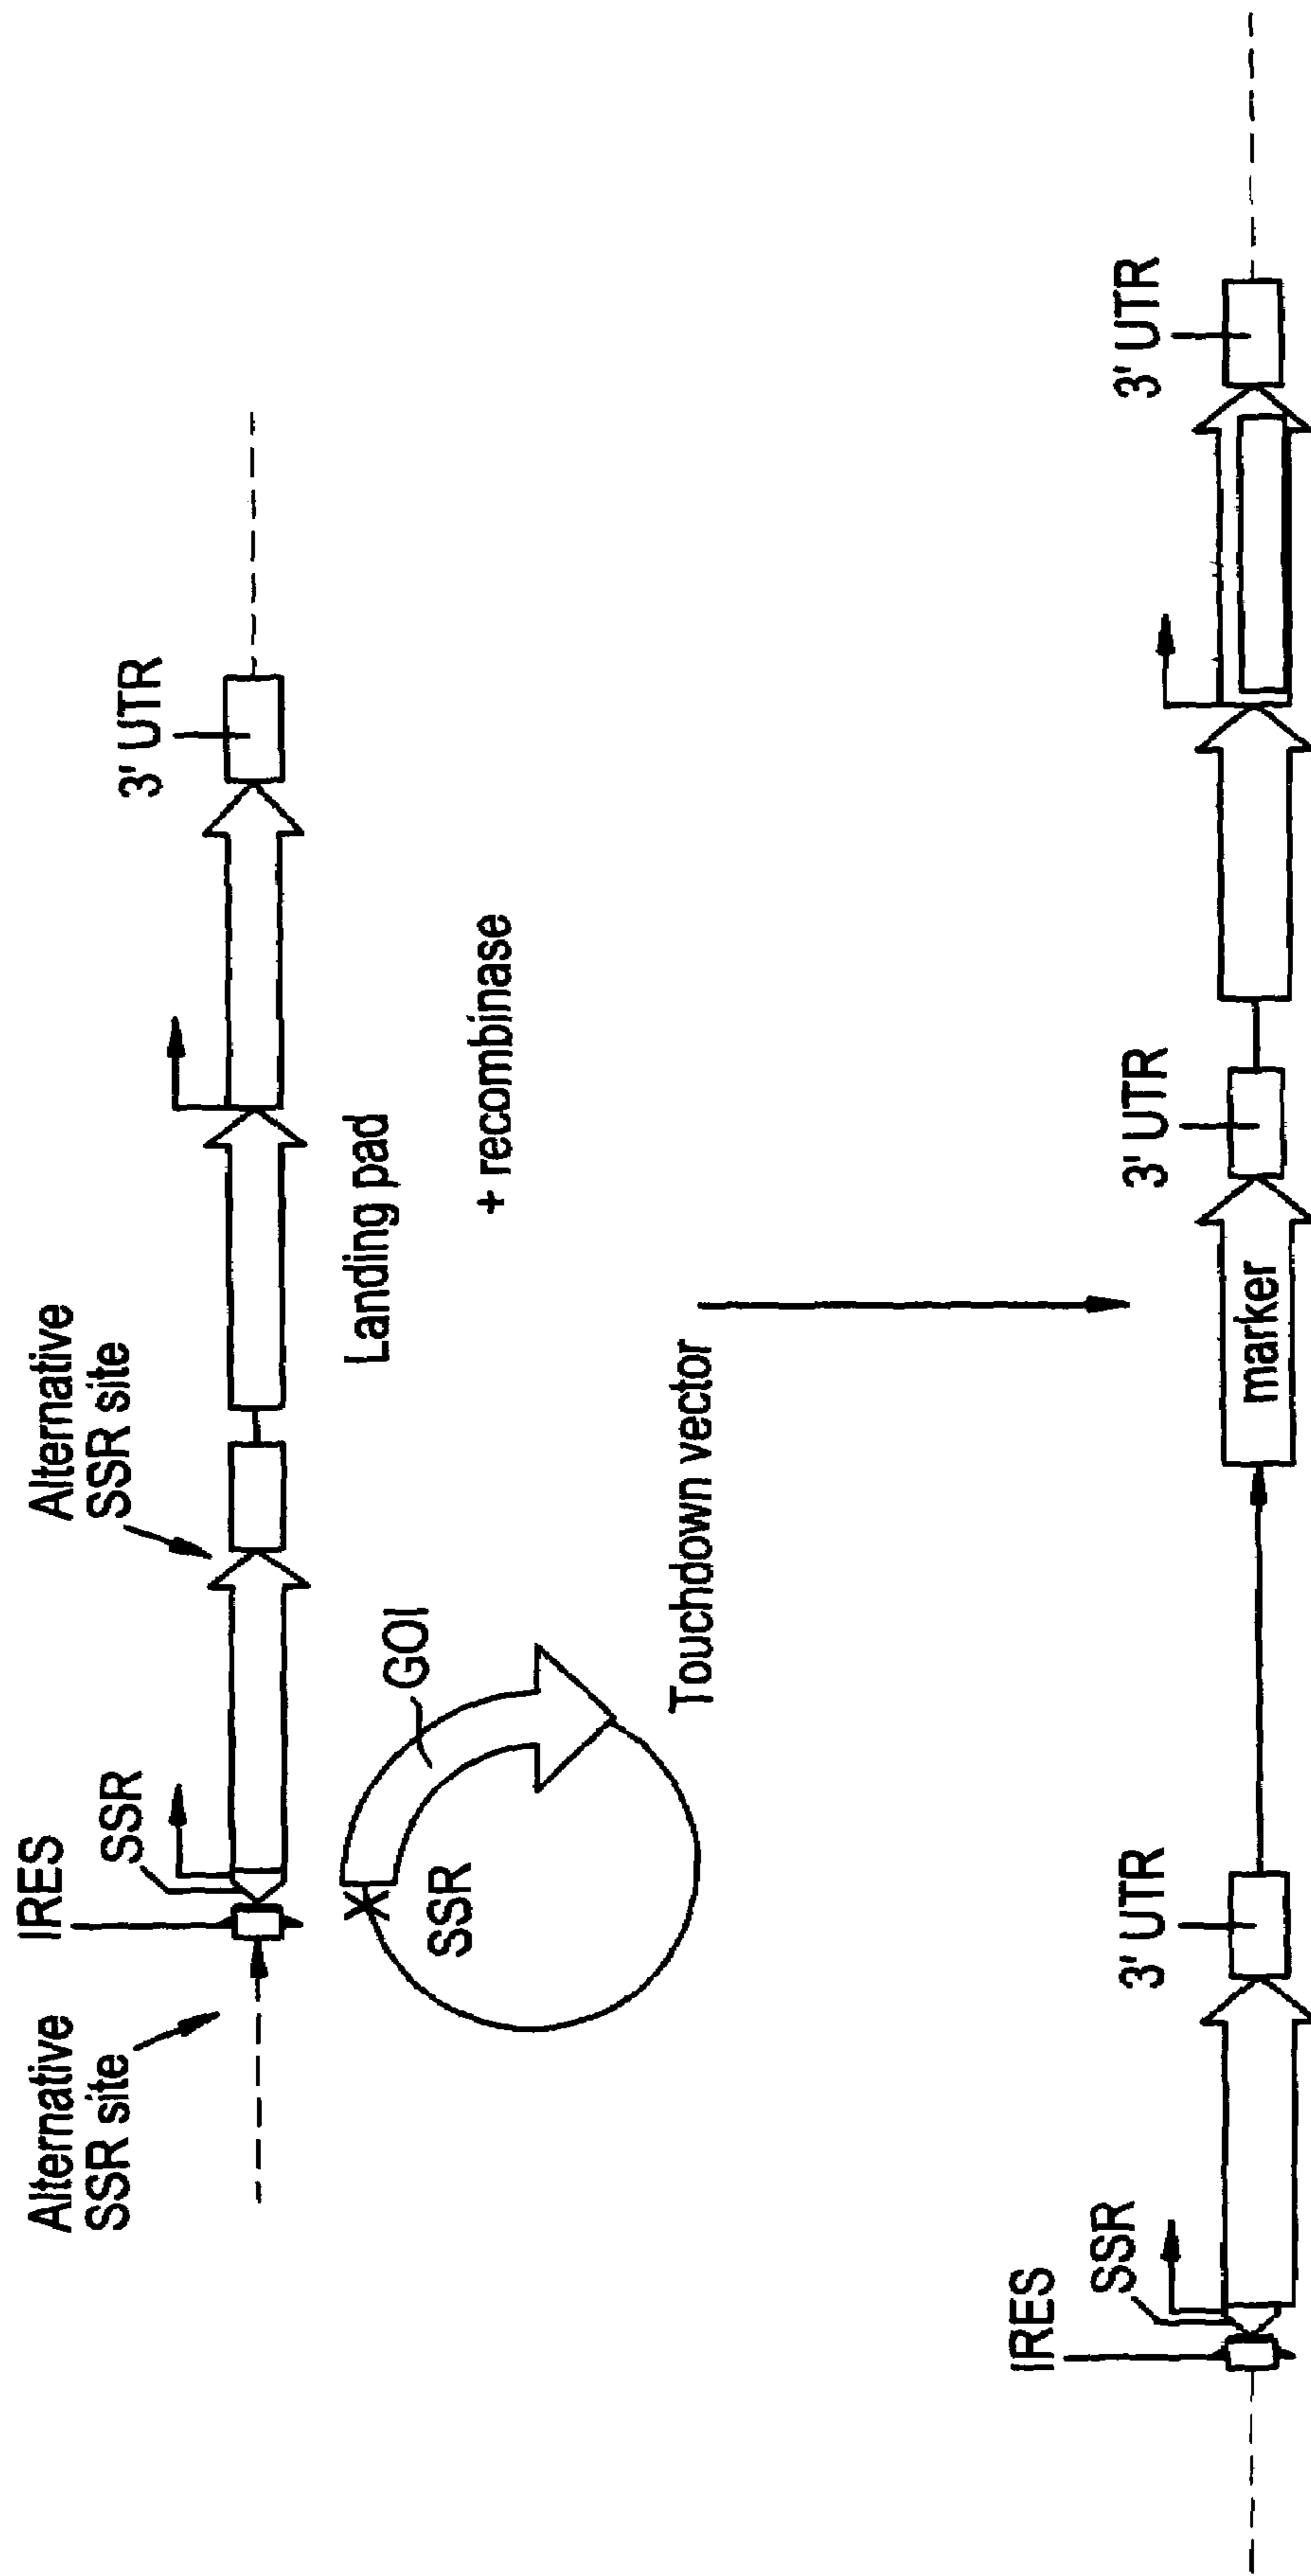 Alternative
SSR site
IRES
SSR
Alternative
SSR site
3' UTR
Landing pad
GOI
SSR
+ recombinase
Touchdown vector
IRES
SSR
3' UTR
marker
3' UTR
3' UTR